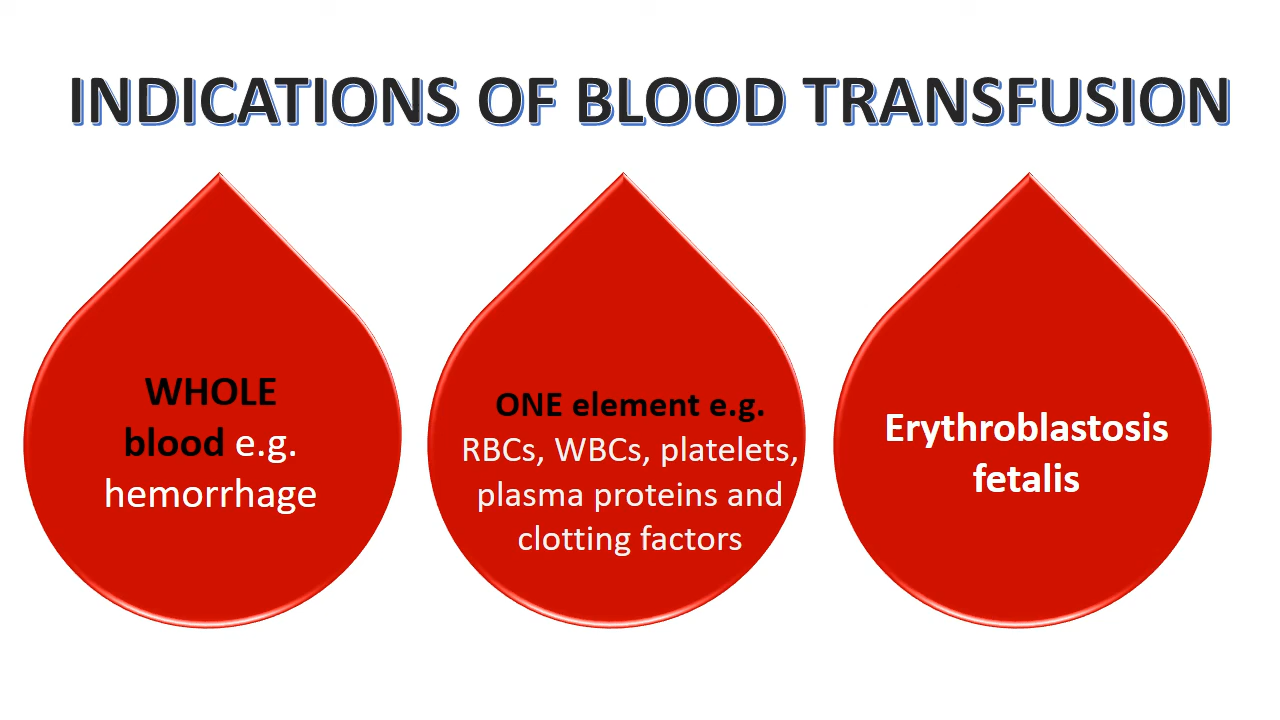 INDICATIONS OF BLOOD TRANSFUSION
WHOLE
blood e.g.
hemorrhage
ONE element e.g.
RBCs, WBCs, platelets,
plasma proteins and
clotting factors
Erythroblastosis
fetalis